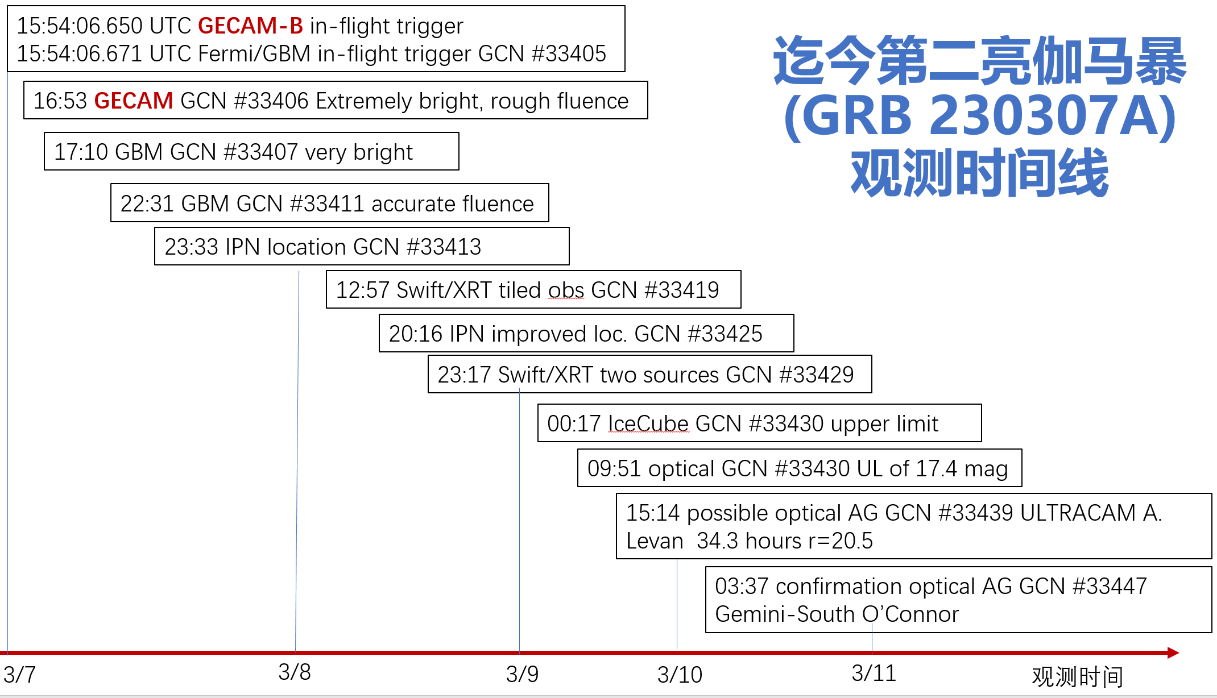 15:54:06.650 UTC GECAM-B in-flight trigger
15:54:06.671 UTC Fermi/GBM in-flight trigger GCN #33405
迄今第二亮伽马暴
(GRB 230307A)
观测时间线
16:53 GECAM GCN #33406 Extremely bright, rough fluence
17:10 GBM GCN #33407 very bright
22:31 GBM GCN #33411 accurate fluence
23:33 IPN location GCN #33413
12:57 Swift/XRT tiled obs GCN #33419
20:16 IPN improved loc. GCN #33425
23:17 Swift/XRT two sources GCN #33429
00:17 IceCube GCN #33430 upper limit
09:51 optical GCN #33430 UL of 17.4 mag
15:14 possible optical AG GCN #33439 ULTRACAM A.
Levan 34.3 hours r=20.5
03:37 confirmation optical AG GCN #33447
Gemini-South O’Connor
3/7
3/8
3/9
3/10
3/11
观测时间